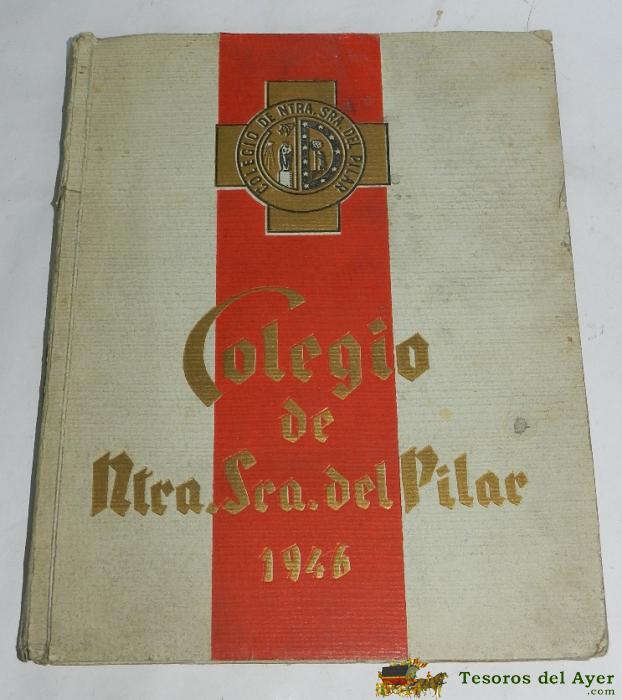 COLEGIO DE NTRA. SRA. DEL PILAR
Colegio
de
Ntra. Sra. del Pilar
1946
Tesoros del Ayer
.com